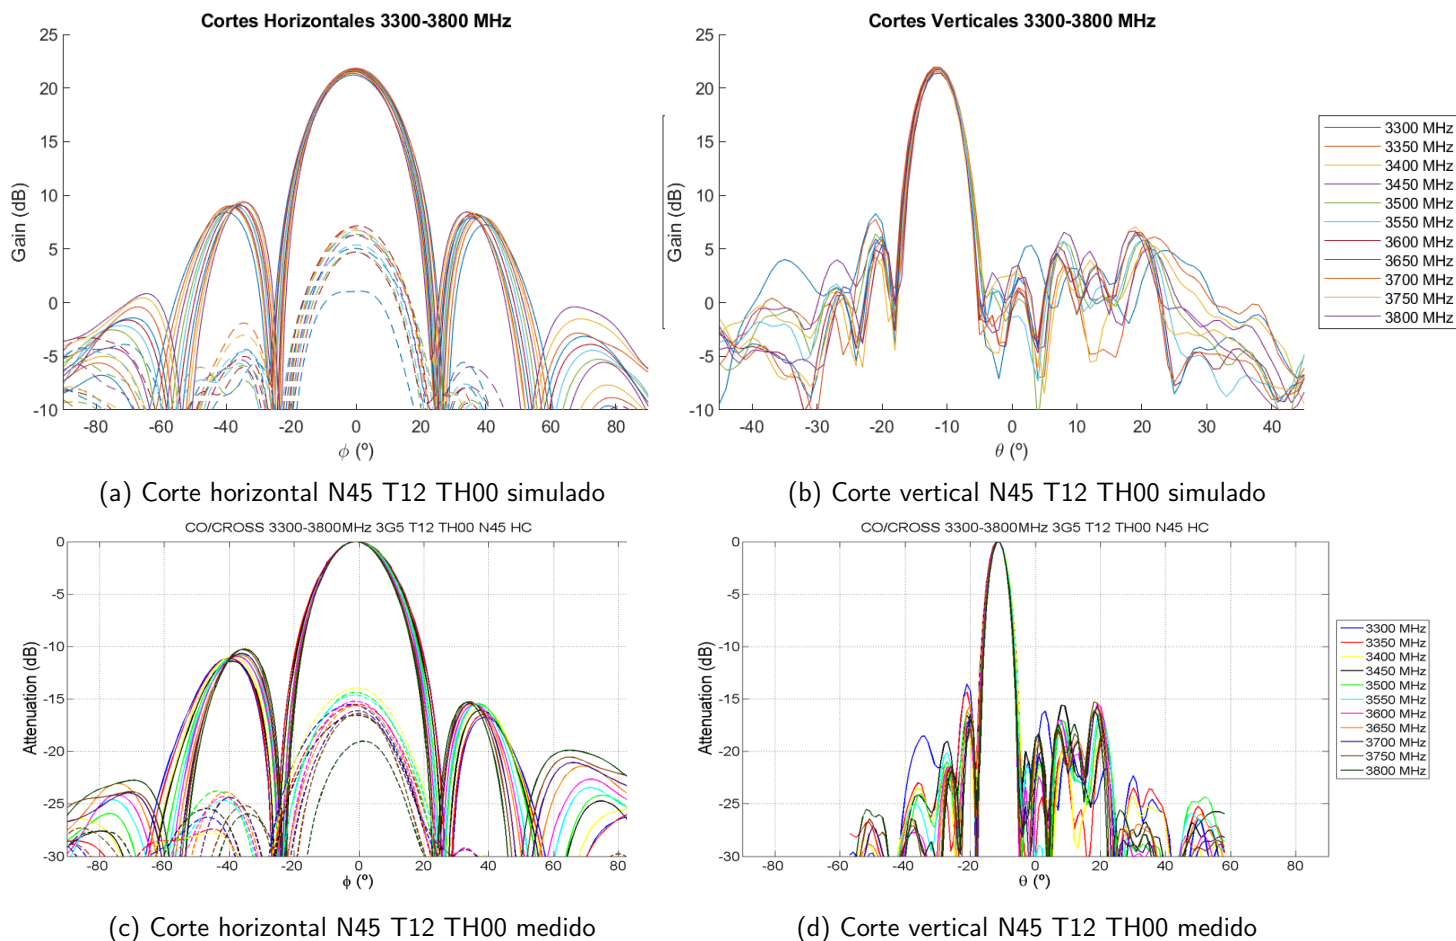 Cortes Horizontales 3300-3800 MHz
25
20
15
10
5
0
-5
-10
Gain (dB)
-80 -60 -40 -20 0 20 40 60 80
ϕ (º)
(a) Corte horizontal N45 T12 TH00 simulado
Cortes Verticales 3300-3800 MHz
25
20
15
10
5
0
-5
-10
Gain (dB)
-40 -30 -20 -10 0 10 20 30 40
θ (º)
3300 MHz
3350 MHz
3400 MHz
3450 MHz
3500 MHz
3550 MHz
3600 MHz
3650 MHz
3700 MHz
3750 MHz
3800 MHz
(b) Corte vertical N45 T12 TH00 simulado
CO/CROSS 3300-3800MHz 3G5 T12 TH00 N45 HC
0
-5
-10
-15
-20
-25
-30
Attenuation (dB)
-80 -60 -40 -20 0 20 40 60 80
ϕ (º)
(c) Corte horizontal N45 T12 TH00 medido
CO/CROSS 3300-3800MHz 3G5 T12 TH00 N45 HC
0
-5
-10
-15
-20
-25
-30
Attenuation (dB)
-80 -60 -40 -20 0 20 40 60 80
θ (º)
3300 MHz
3350 MHz
3400 MHz
3450 MHz
3500 MHz
3550 MHz
3600 MHz
3650 MHz
3700 MHz
3750 MHz
3800 MHz
(d) Corte vertical N45 T12 TH00 medido